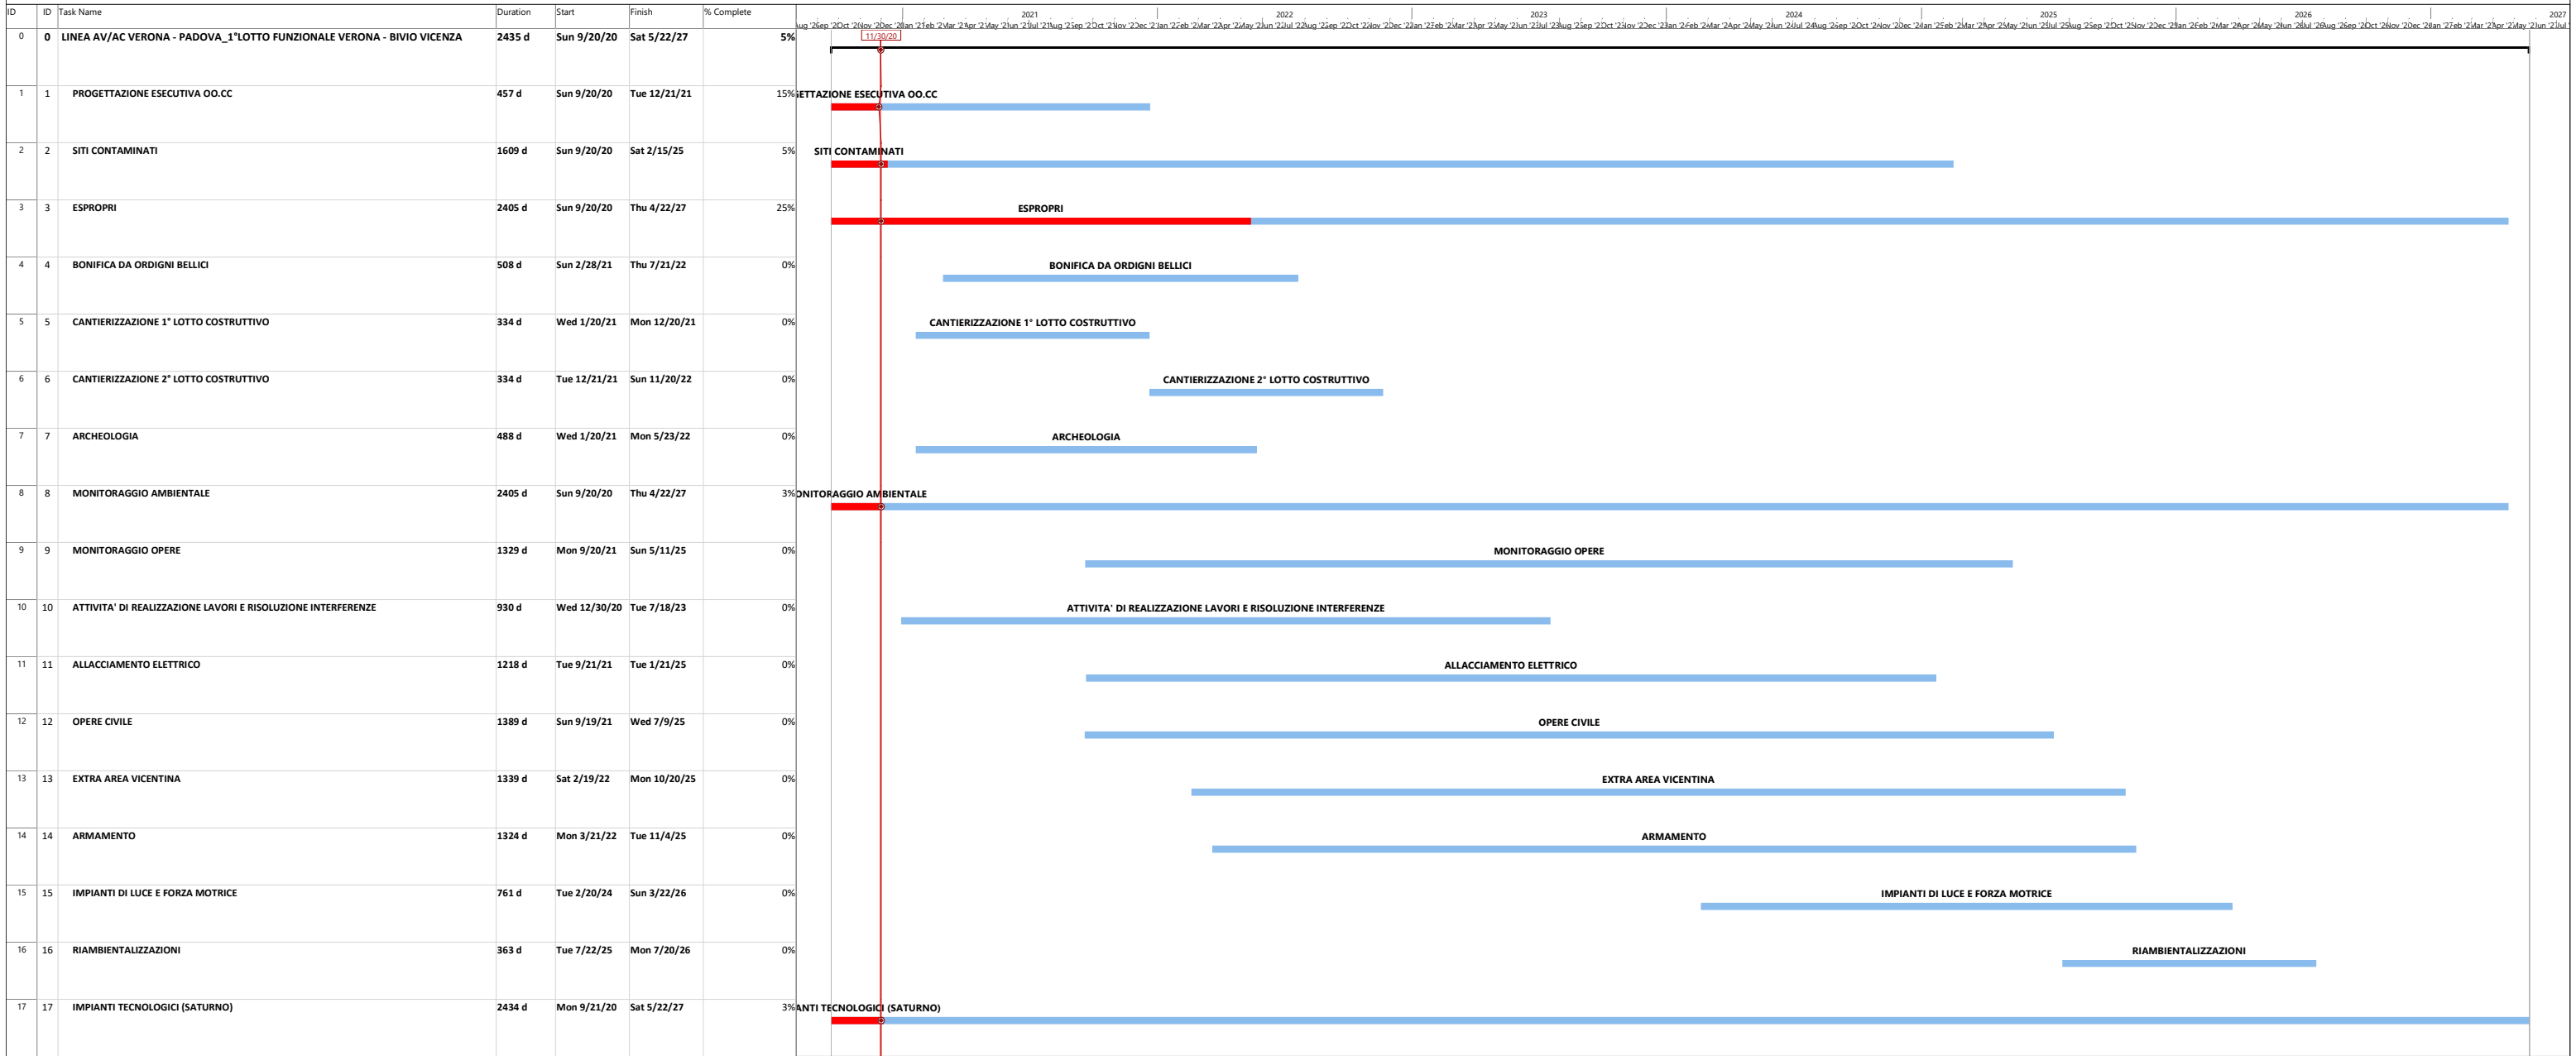 ID ID Task Name Duration Start Finish % Complete
2021 2022 2023 2024 2025 2026 2027
11/30/20
0 0 LINEA AV/AC VERONA - PADOVA_1°LOTTO FUNZIONALE VERONA - BIVIO VICENZA 2435 d Sun 9/20/20 Sat 5/22/27 5%
1 1 PROGETTAZIONE ESECUTIVA OO.CC 457 d Sun 9/20/20 Tue 12/21/21 15% GETTAZIONE ESECUTIVA OO.CC
2 2 SITI CONTAMINATI 1609 d Sun 9/20/20 Sat 2/15/25 5% SITI CONTAMINATI
3 3 ESPROPRI 2405 d Sun 9/20/20 Thu 4/22/27 25% ESPROPRI
4 4 BONIFICA DA ORDIGNI BELLICI 508 d Sun 2/28/21 Thu 7/21/22 0% BONIFICA DA ORDIGNI BELLICI
5 5 CANTIERIZZAZIONE 1° LOTTO COSTRUTTIVO 334 d Wed 1/20/21 Mon 12/20/21 0% CANTIERIZZAZIONE 1° LOTTO COSTRUTTIVO
6 6 CANTIERIZZAZIONE 2° LOTTO COSTRUTTIVO 334 d Tue 12/21/21 Sun 11/20/22 0% CANTIERIZZAZIONE 2° LOTTO COSTRUTTIVO
7 7 ARCHEOLOGIA 488 d Wed 1/20/21 Mon 5/23/22 0% ARCHEOLOGIA
8 8 MONITORAGGIO AMBIENTALE 2405 d Sun 9/20/20 Thu 4/22/27 3% ONITORAGGIO AMBIENTALE
9 9 MONITORAGGIO OPERE 1329 d Mon 9/20/21 Sun 5/11/25 0% MONITORAGGIO OPERE
10 10 ATTIVITA' DI REALIZZAZIONE LAVORI E RISOLUZIONE INTERFERENZE 930 d Wed 12/30/20 Tue 7/18/23 0% ATTIVITA' DI REALIZZAZIONE LAVORI E RISOLUZIONE INTERFERENZE
11 11 ALLACCIAMENTO ELETTRICO 1218 d Tue 9/21/21 Tue 1/21/25 0% ALLACCIAMENTO ELETTRICO
12 12 OPERE CIVILE 1389 d Sun 9/19/21 Wed 7/9/25 0% OPERE CIVILE
13 13 EXTRA AREA VICENTINA 1339 d Sat 2/19/22 Mon 10/20/25 0% EXTRA AREA VICENTINA
14 14 ARMAMENTO 1324 d Mon 3/21/22 Tue 11/4/25 0% ARMAMENTO
15 15 IMPIANTI DI LUCE E FORZA MOTRICE 761 d Tue 2/20/24 Sun 3/22/26 0% IMPIANTI DI LUCE E FORZA MOTRICE
16 16 RIAMBIENTALIZZAZIONI 363 d Tue 7/22/25 Mon 7/20/26 0% RIAMBIENTALIZZAZIONI
17 17 IMPIANTI TECNOLOGICI (SATURNO) 2434 d Mon 9/21/20 Sat 5/22/27 3% ANTI TECNOLOGICI (SATURNO)